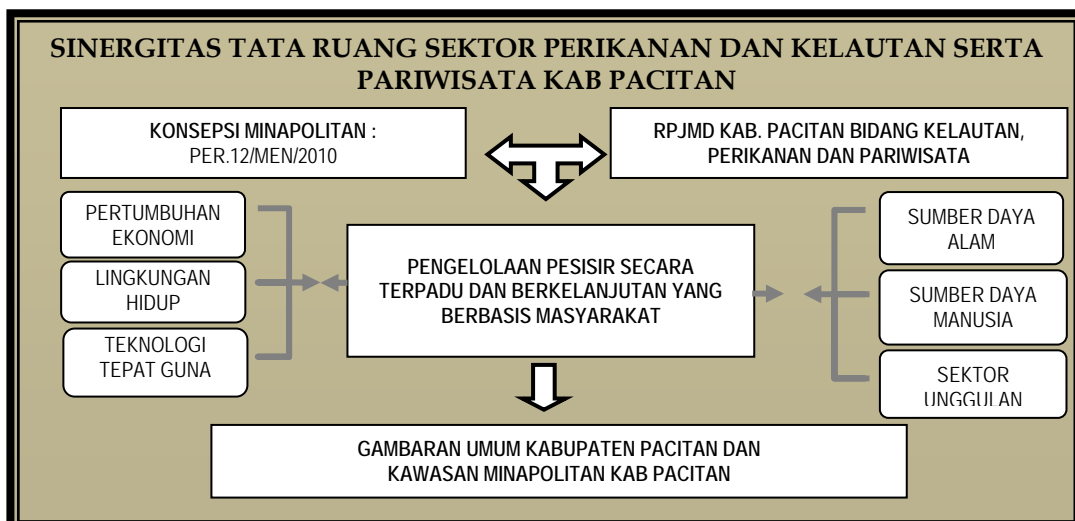 SINERGITAS TATA RUANG SEKTOR PERIKANAN DAN KELAUTAN SERTA
PARIWISATA KAB PACITAN
KONSEPSI MINAPOLITAN :
PER.12/MEN/2010
RPJMD KAB. PACITAN BIDANG KELAUTAN,
PERIKANAN DAN PARIWISATA
PERTUMBUHAN
EKONOMI
LINGKUNGAN
HIDUP
TEKNOLOGI
TEPAT GUNA
PENGELOLAAN PESISIR SECARA
TERPADU DAN BERKELANJUTAN YANG
BERBASIS MASYARAKAT
SUMBER DAYA
ALAM
SUMBER DAYA
MANUSIA
SEKTOR
UNGGULAN
GAMBARAN UMUM KABUPATEN PACITAN DAN
KAWASAN MINAPOLITAN KAB PACITAN